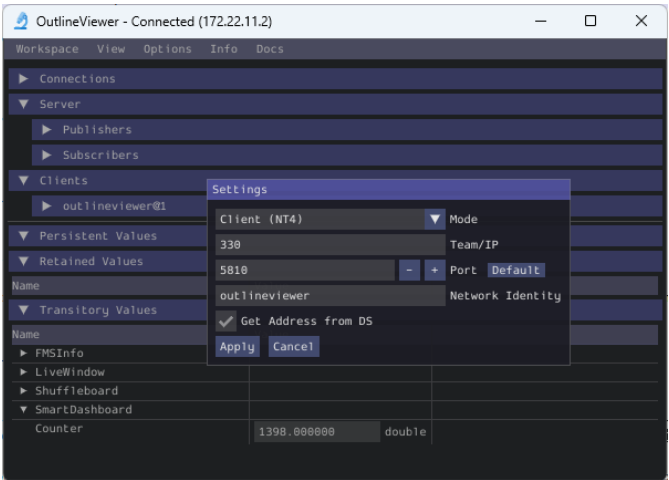 OutlineViewer - Connected (172.22.11.2)
Workspace View Options Info Docs
Connections
Server
Publishers
Subscribers
Clients
outlineviewer@1
Persistent Values
Retained Values
Name
Transitory Values
Name
FMSInfo
LiveWindow
Shuffleboard
SmartDashboard
Counter 1398.000000 double
Settings
Client (NT4) Mode
330 Team/IP
5810 - + Port Default
outlineviewer Network Identity
Get Address from DS
Apply Cancel